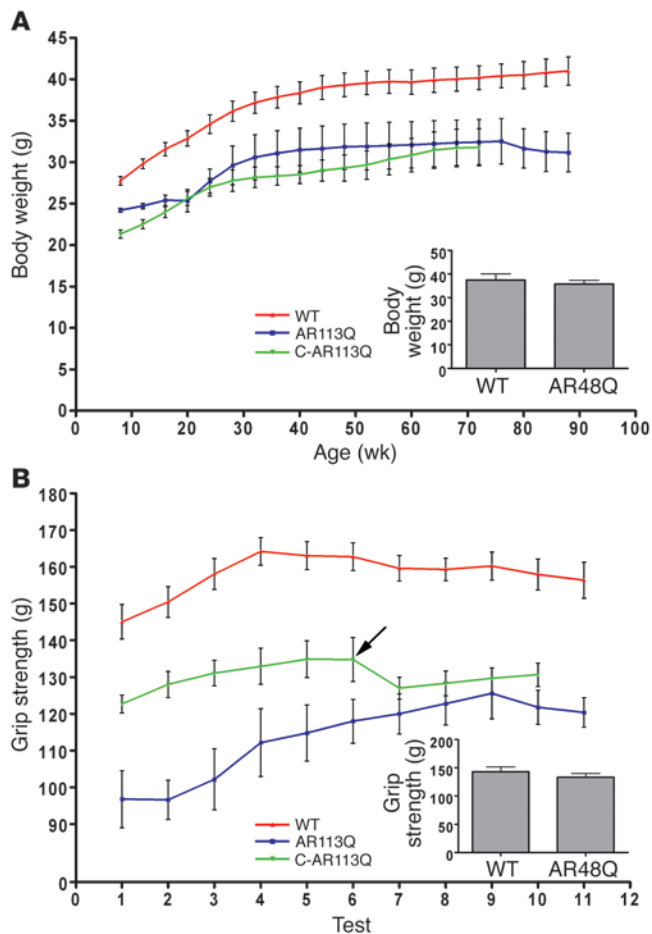 A
Body weight (g)
45
40
35
30
25
20
15
10
5
0
0 10 20 30 40 50 60 70 80 90 100
Age (wk)
WT
AR113Q
C-AR113Q
Body weight (g)
50
40
30
20
10
0
WT AR48Q
B
Grip strength (g)
180
170
160
150
140
130
120
110
100
90
0
0 1 2 3 4 5 6 7 8 9 10 11 12
Test
WT
AR113Q
C-AR113Q
Grip strength (g)
200
150
100
50
0
WT AR48Q